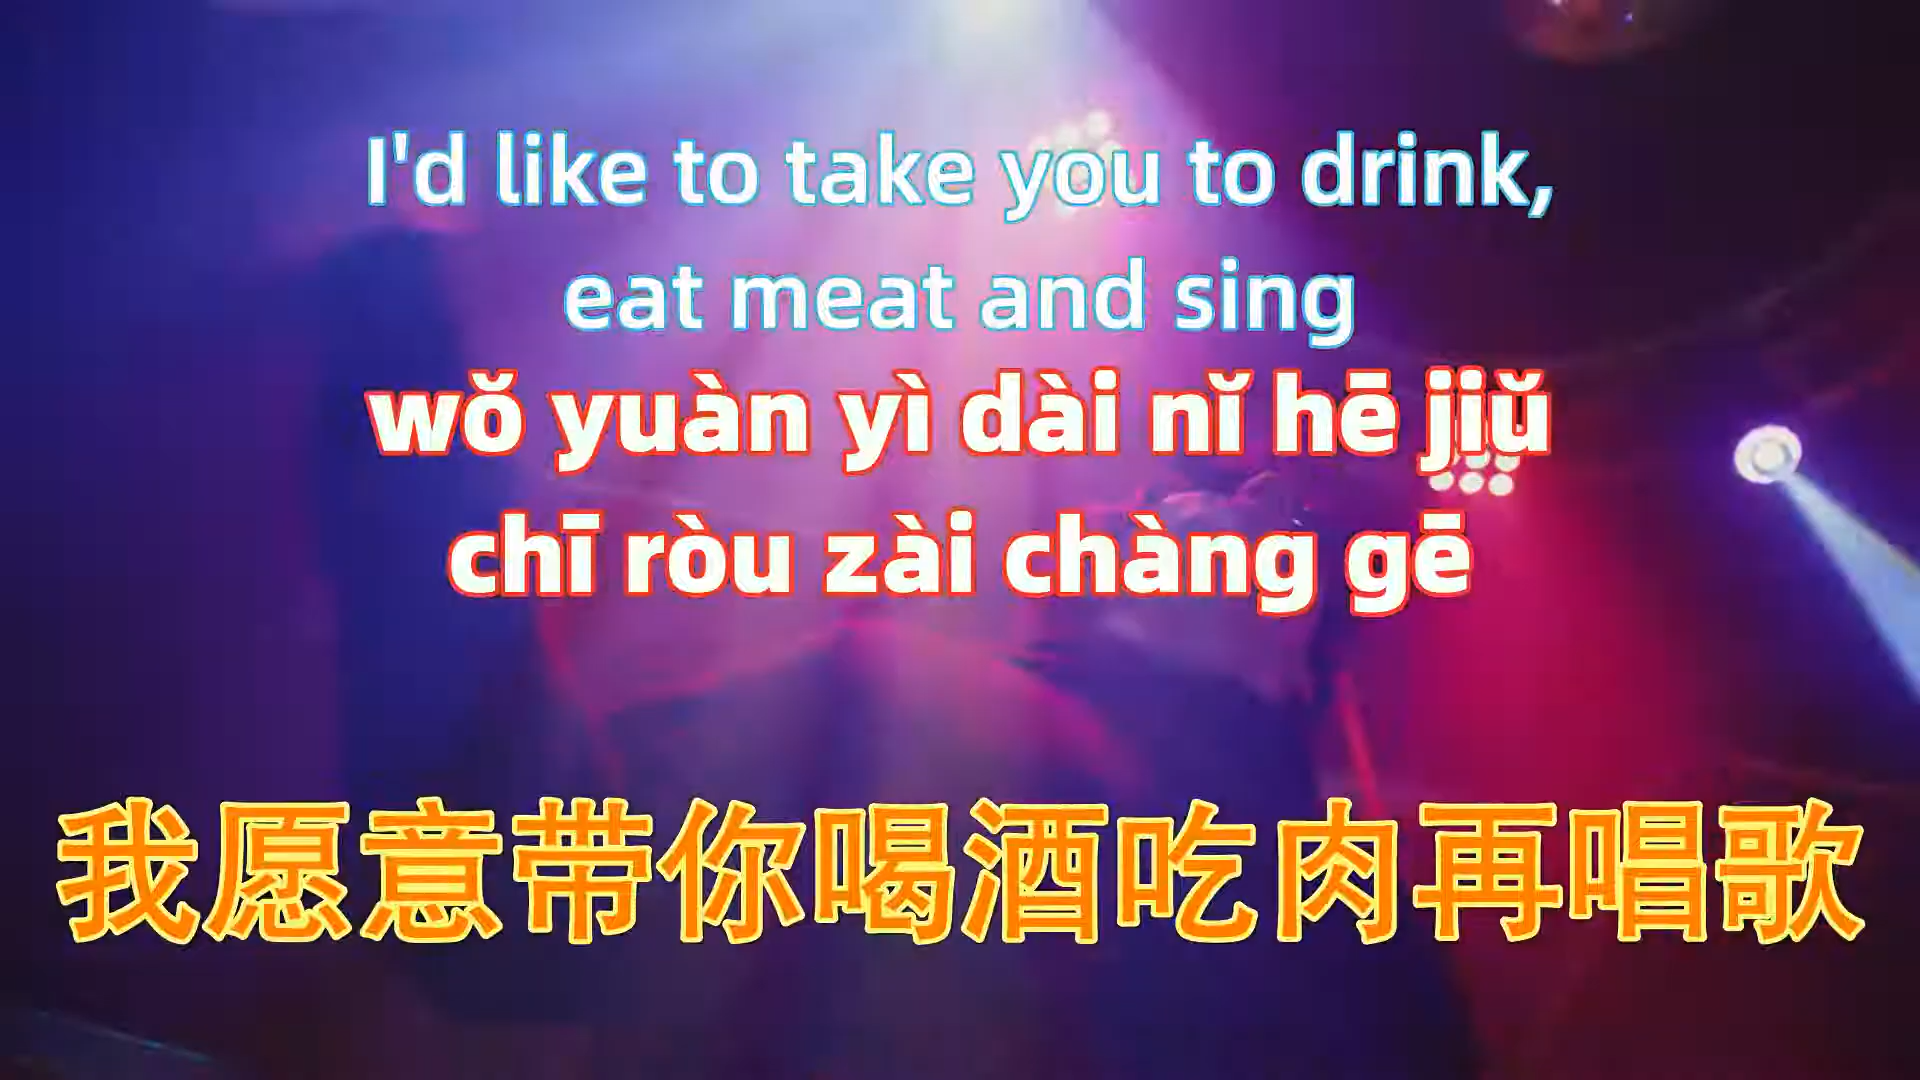 I'd like to take you to drink,
eat meat and sing
wǒ yuàn yì dài nǐ hē jiǔ
chī ròu zài chàng gē
我愿意带你喝酒吃肉再唱歌